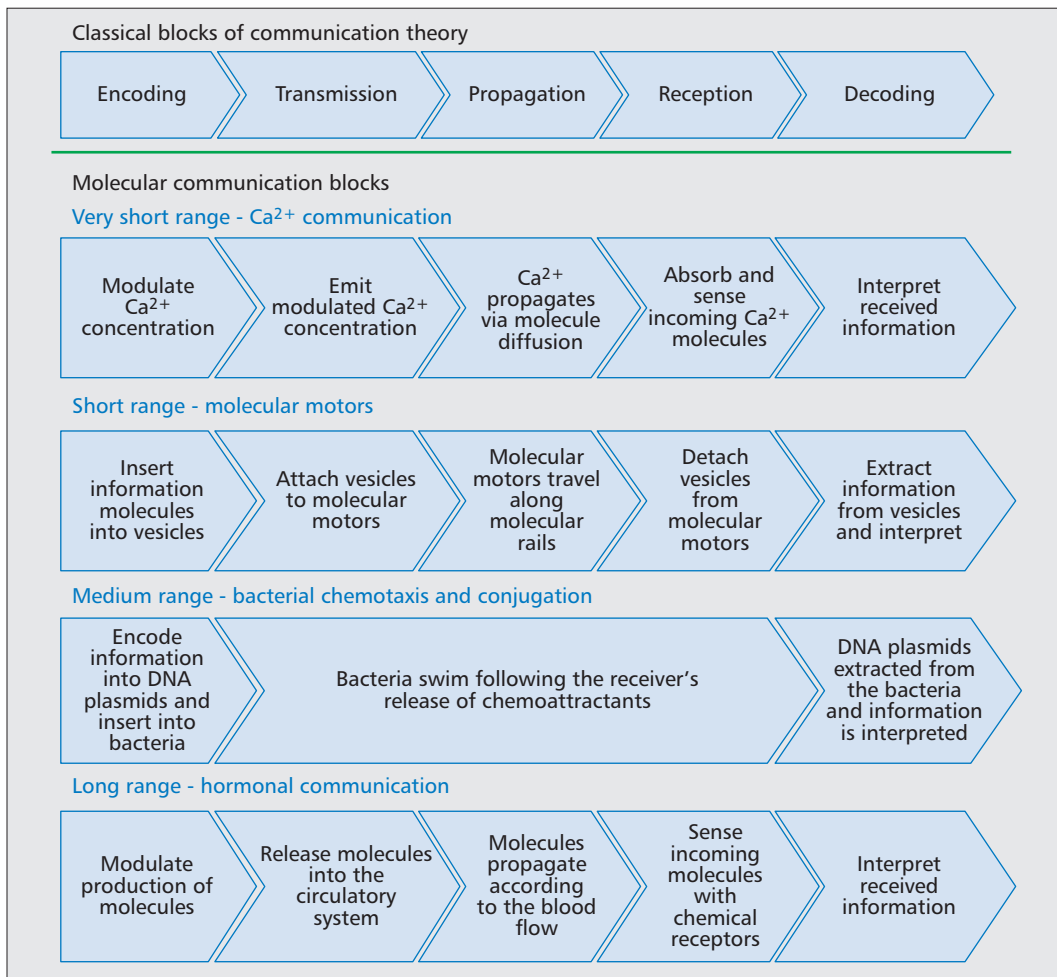 Classical blocks of communication theory
Encoding
Transmission
Propagation
Reception
Decoding
Molecular communication blocks
Very short range - Ca²⁺ communication
Modulate
Ca²⁺
concentration
Emit
modulated Ca²⁺
concentration
Ca²⁺
propagates
via molecule
diffusion
Absorb and
sense
incoming Ca²⁺
molecules
Interpret
received
information
Short range - molecular motors
Insert
information
molecules
into vesicles
Attach vesicles
to molecular
motors
Molecular
motors travel
along
molecular
rails
Detach
vesicles
from
molecular
motors
Extract
information
from vesicles
and interpret
Medium range - bacterial chemotaxis and conjugation
Encode
information
into DNA
plasmids and
insert into
bacteria
Bacteria swim following the receiver's
release of chemoattractants
DNA plasmids
extracted from
the bacteria
and information
is interpreted
Long range - hormonal communication
Modulate
production of
molecules
Release molecules
into the
circulatory
system
Molecules
propagate
according
to the blood
flow
Sense
incoming
molecules
with
chemical
receptors
Interpret
received
information